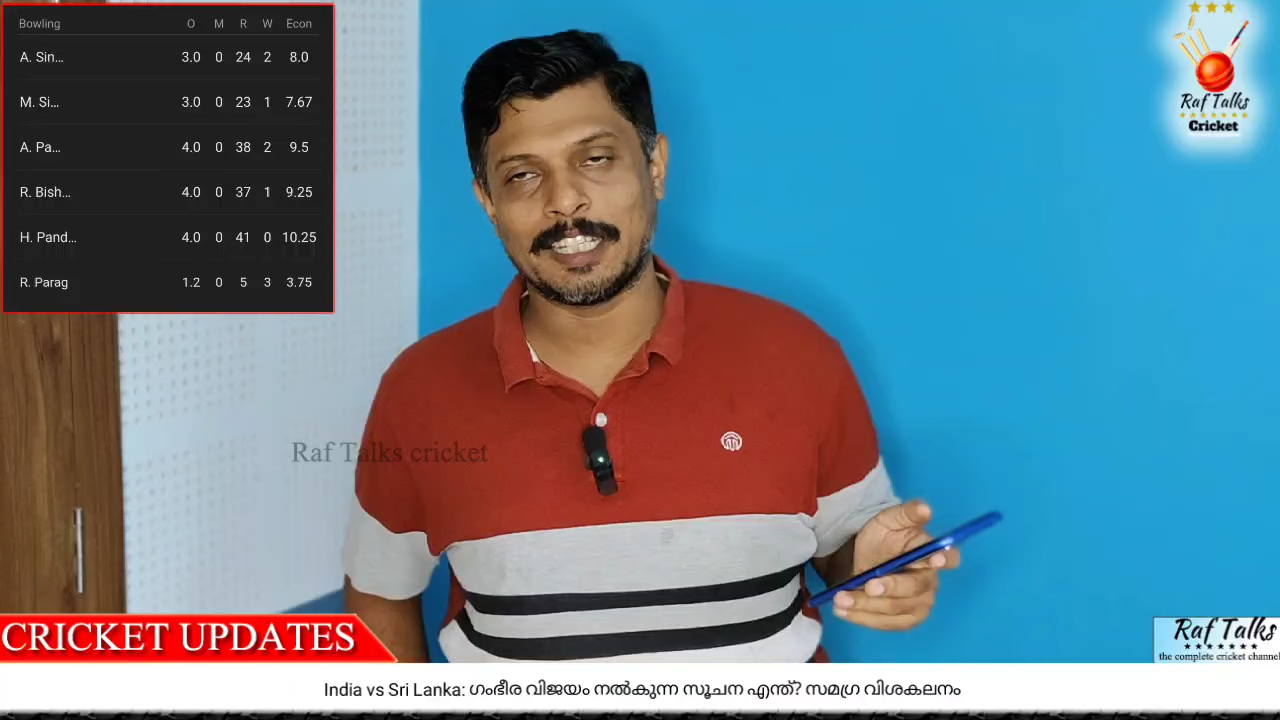 Bowling O M R W Econ
A. Sin... 3.0 0 24 2 8.0
M. Si... 3.0 0 23 1 7.67
A. Pa... 4.0 0 38 2 9.5
R. Bish... 4.0 0 37 1 9.25
H. Pand... 4.0 0 41 0 10.25
R. Parag 1.2 0 5 3 3.75
Raf Talks
Cricket
Raf Talks cricket
CRICKET UPDATES
Raf Talks
the complete cricket channel
India vs Sri Lanka: ഗംഭീര വിജയം നൽകുന്ന സൂചന എന്ത്? സമഗ്ര വിശകലനം